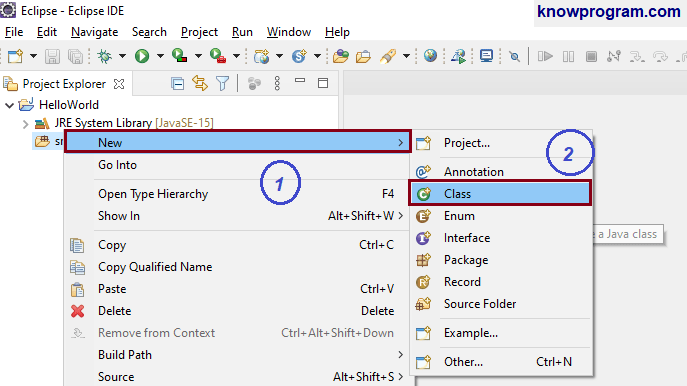 Eclipse - Eclipse IDE
knowprogram.com
File Edit Navigate Search Project Run Window Help
Project Explorer
HelloWorld
JRE System Library [JavaSE-15]
New
Project...
2
Go Into
1
Annotation
Open Type Hierarchy F4
Class
Show In Alt+Shift+W
Enum
Interface
a Java class
Copy Ctrl+C
Package
Copy Qualified Name
Record
Paste Ctrl+V
Source Folder
Delete Delete
Remove from Context Ctrl+Alt+Shift+Down
Example...
Build Path
Other... Ctrl+N
Source Alt+Shift+S